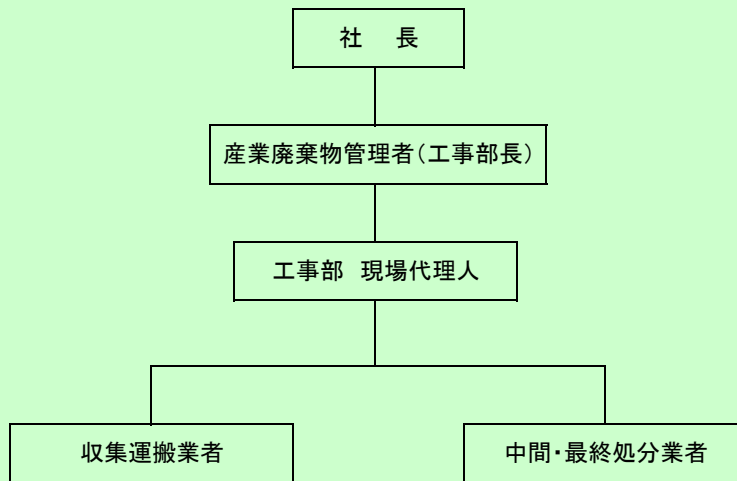 社　長
産業廃棄物管理者（工事部長）
工事部　現場代理人
収集運搬業者
中間・最終処分業者